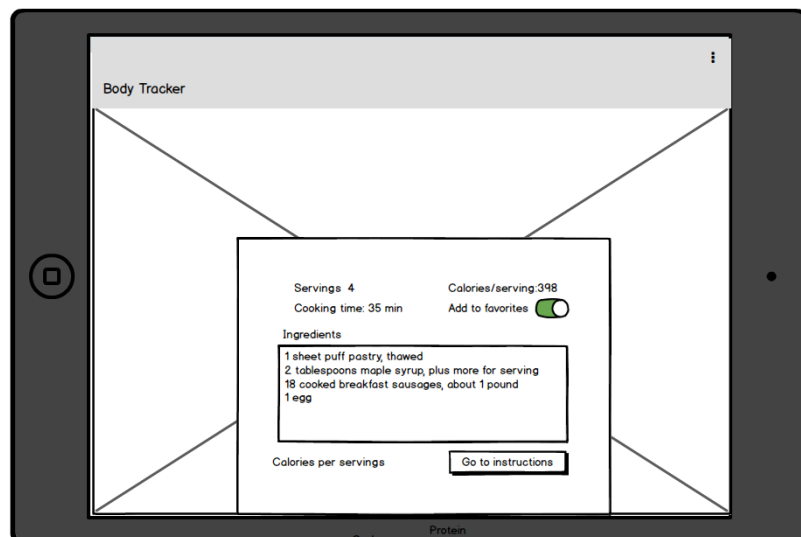 Body Tracker
Servings 4
Calories/serving:398
Cooking time: 35 min
Add to favorites
Ingredients
1 sheet puff pastry, thawed
2 tablespoons maple syrup, plus more for serving
18 cooked breakfast sausages, about 1 pound
1 egg
Calories per servings
Go to instructions
Protein